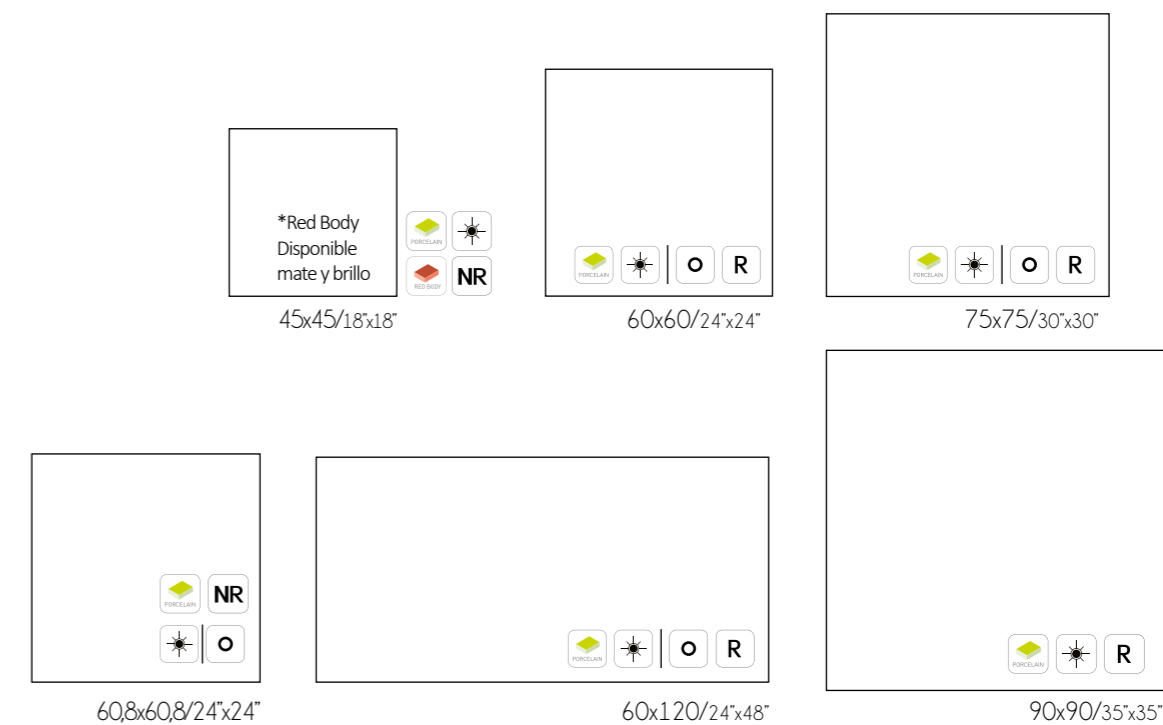 *Red Body
Disponible
mate y brillo
PORCELAIN
RED BODY
NR
45x45/18"x18"
PORCELAIN
O
R
60x60/24"x24"
PORCELAIN
O
R
75x75/30"x30"
PORCELAIN
NR
O
60,8x60,8/24"x24"
PORCELAIN
O
R
60x120/24"x48"
PORCELAIN
R
90x90/35"x35"